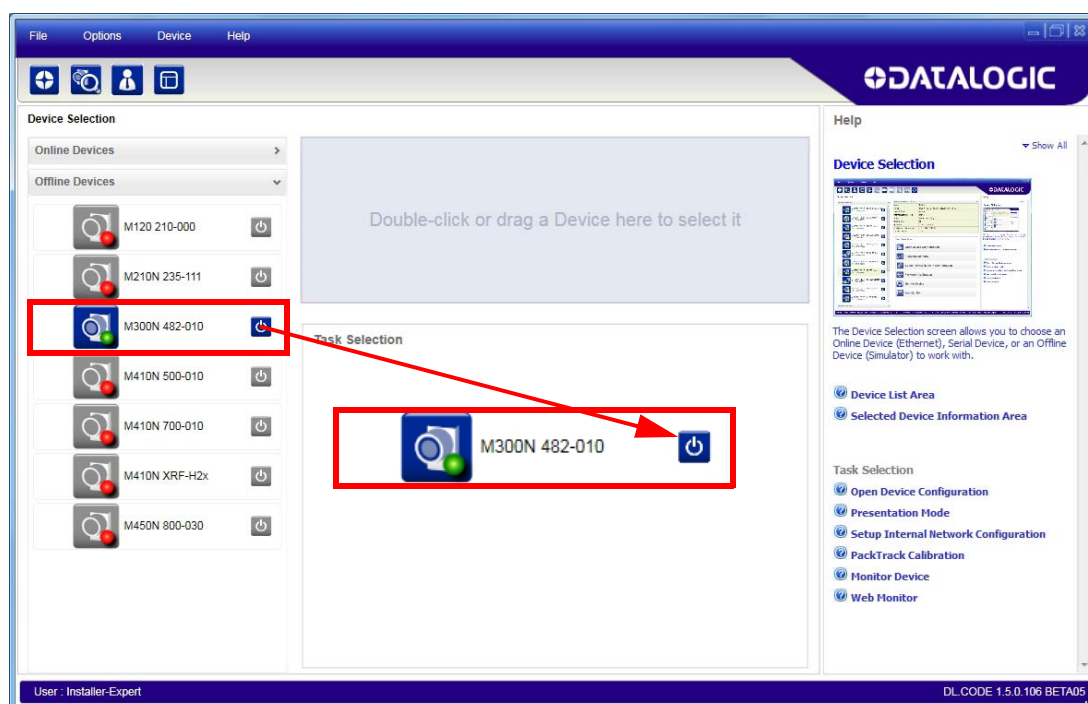 File Options Device Help
DATALOGIC
Device Selection
Online Devices
Offline Devices
M120 210-000
M210N 235-111
M300N 482-010
M410N 500-010
M410N 700-010
M410N XRF-H2x
M450N 800-030
Double-click or drag a Device here to select it
Task Selection
M300N 482-010
Help
Show All
Device Selection
The Device Selection screen allows you to choose an
Online Device (Ethernet), Serial Device, or an Offline
Device (Simulator) to work with.
Device List Area
Selected Device Information Area
Task Selection
Open Device Configuration
Presentation Mode
Setup Internal Network Configuration
PackTrack Calibration
Monitor Device
Web Monitor
User : Installer-Expert
DL.CODE 1.5.0.106 BETA05